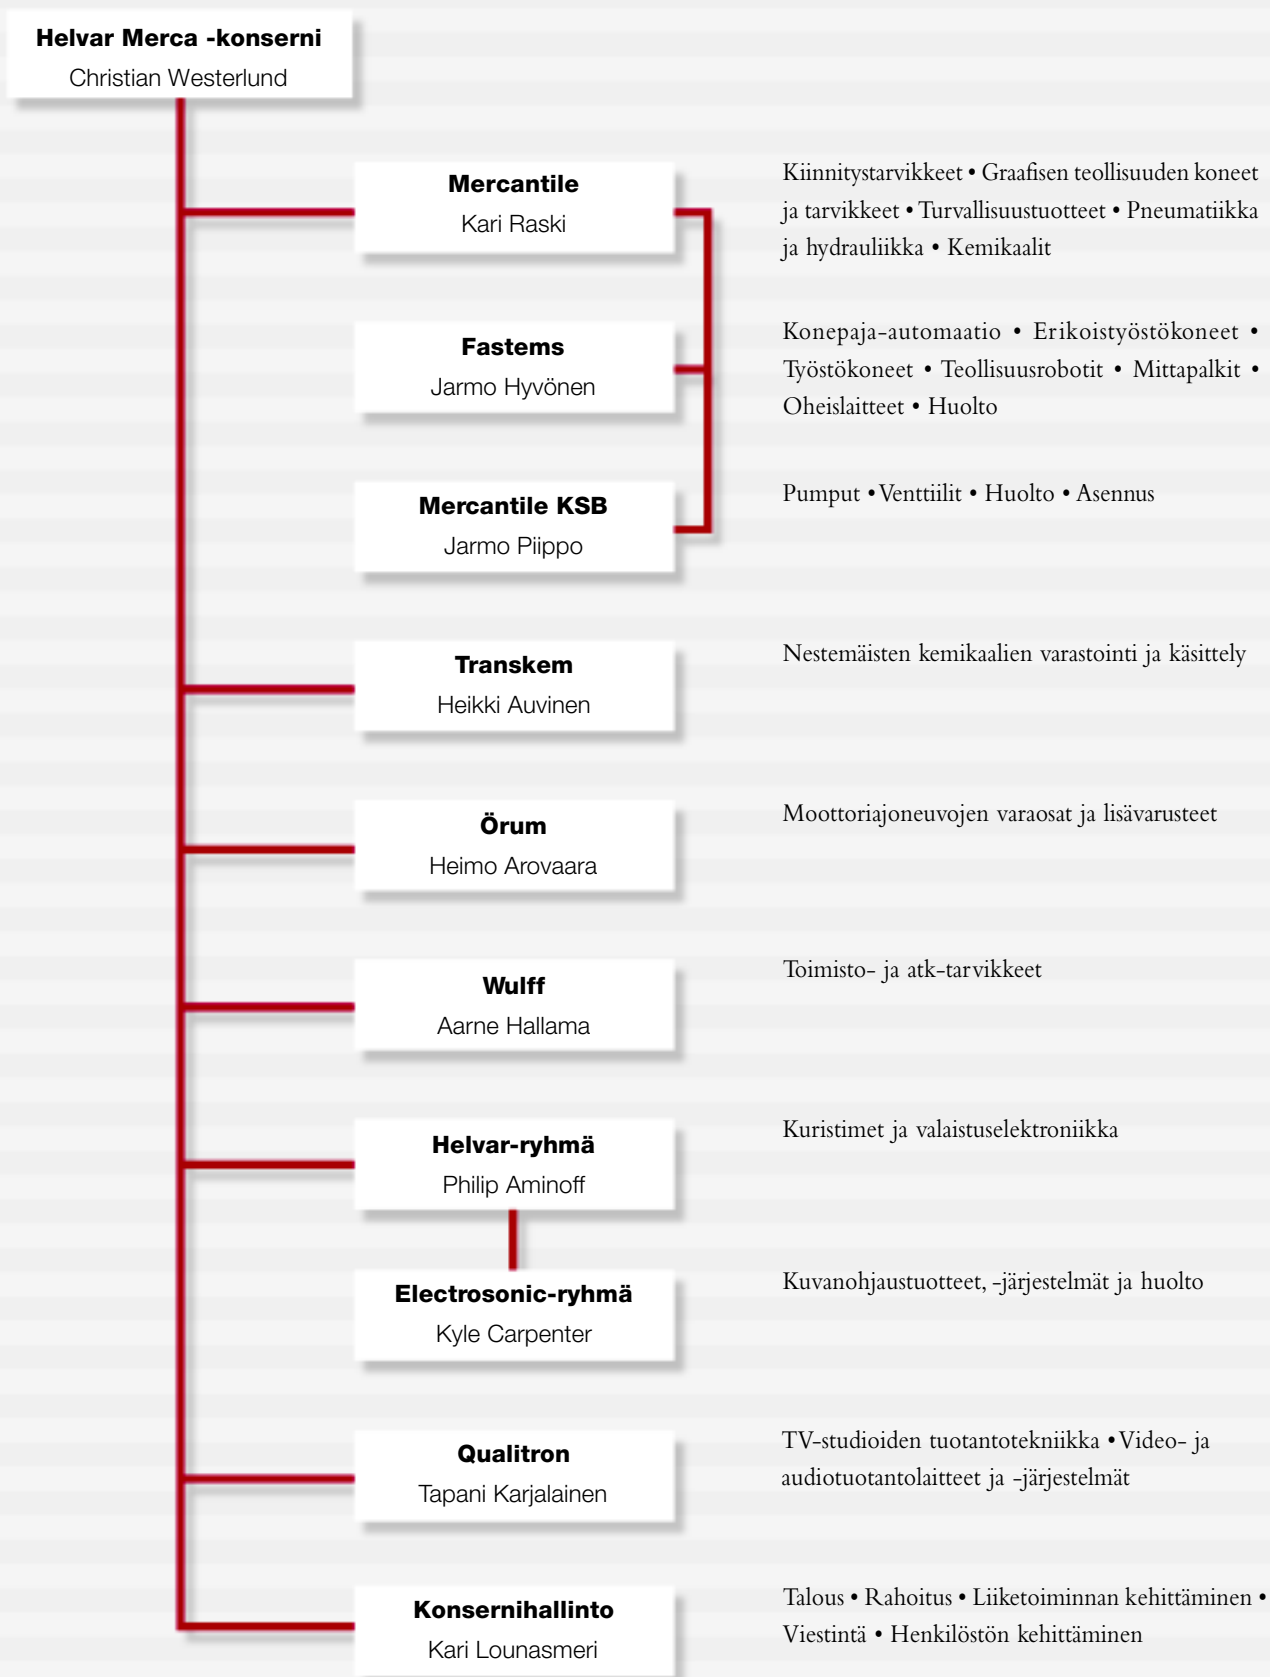 Helvar Merca -konserni
Christian Westerlund
Mercantile
Kari Raski
Kiinnitystarvikkeet • Graafisen teollisuuden koneet
ja tarvikkeet • Turvallisuustuotteet • Pneumatiikka
ja hydrauliikka • Kemikaalit
Fastems
Jarmo Hyvönen
Konepaja-automaatio • Erikoistyöstökoneet •
Työstökoneet • Teollisuusrobotit • Mittapalkit •
Oheislaitteet • Huolto
Mercantile KSB
Jarmo Piippo
Pumput • Venttiilit • Huolto • Asennus
Transkem
Heikki Auvinen
Nestemäisten kemikaalien varastointi ja käsittely
Örum
Heimo Arovaara
Moottoriajoneuvojen varaosat ja lisävarusteet
Wulff
Aarne Hallama
Toimisto- ja atk-tarvikkeet
Helvar-ryhmä
Philip Aminoff
Kuristimet ja valaistuselektroniikka
Electrosonic-ryhmä
Kyle Carpenter
Kuvanohjaustuotteet, -järjestelmät ja huolto
Qualitron
Tapani Karjalainen
TV-studioiden tuotantotekniikka • Video- ja
audiotuotantolaitteet ja -järjestelmät
Konsernihallinto
Kari Lounasmeri
Talous • Rahoitus • Liiketoiminnan kehittäminen •
Viestintä • Henkilöstön kehittäminen